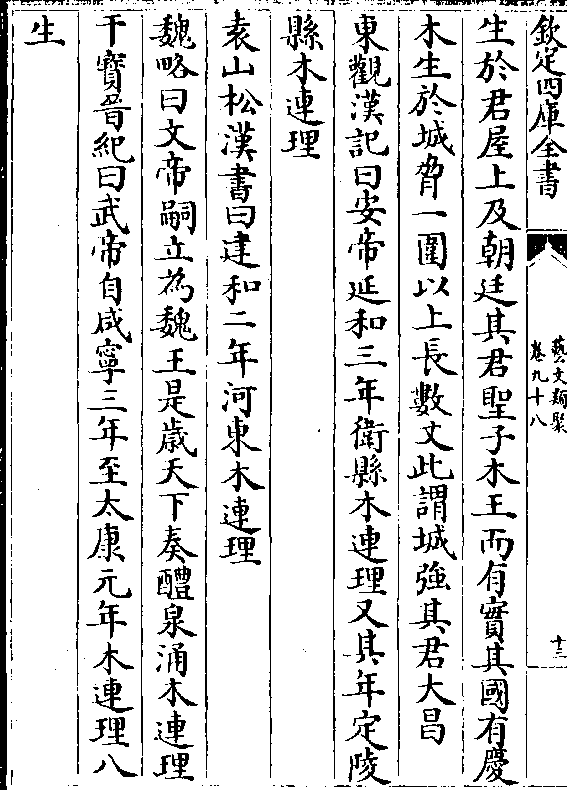 欽定四庫全書
藝文類聚
卷九十八
十三
生於君屋上及朝廷其君聖子木王而有實其國有慶
木生於城脅一圍以上長數丈此謂城強其君大昌
東觀漢記曰安帝延和三年衛縣木連理又其年定陵
縣木連理
袁山松漢書曰建和二年河東木連理
魏略曰文帝嗣立為魏王是歲天下奏醴泉涌木連理
干寶晉紀曰武帝自咸寧三年至太康元年木連理八
生